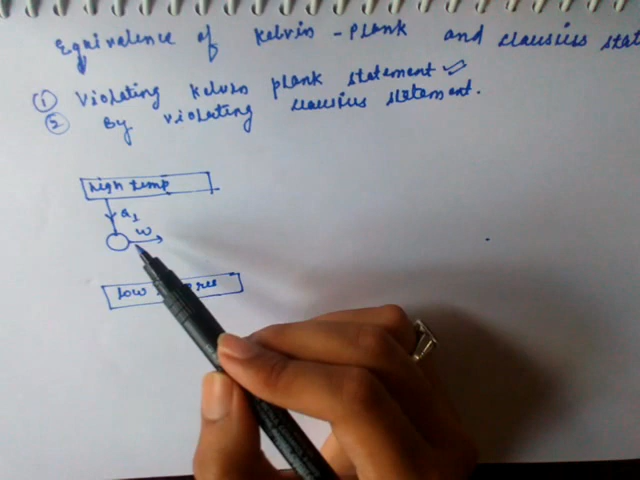 Equivalence of Kelvin - Plank and clausius stat
① Violating Kelvin plank statement ✓
② By violating clausius statement.
high temp
Q1
W
low